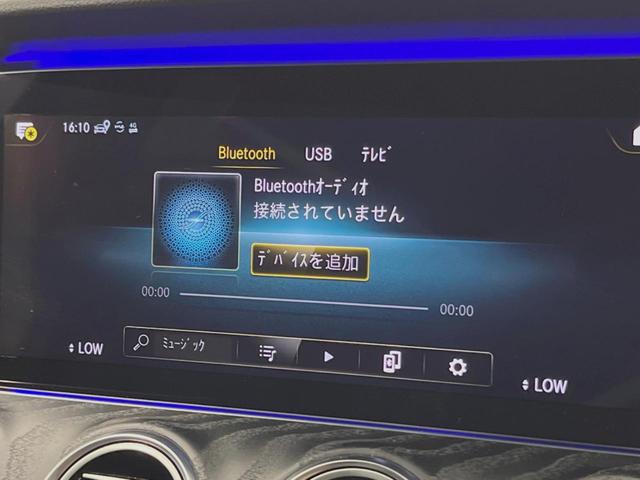 16:10 4G
Bluetooth USB ﾃﾚﾋﾞ
Bluetoothｵｰﾃﾞｨｵ
接続されていません
ﾃﾞﾊﾞｲｽを追加
00:00 00:00
ﾐｭｰｼﾞｯｸ
LOW LOW